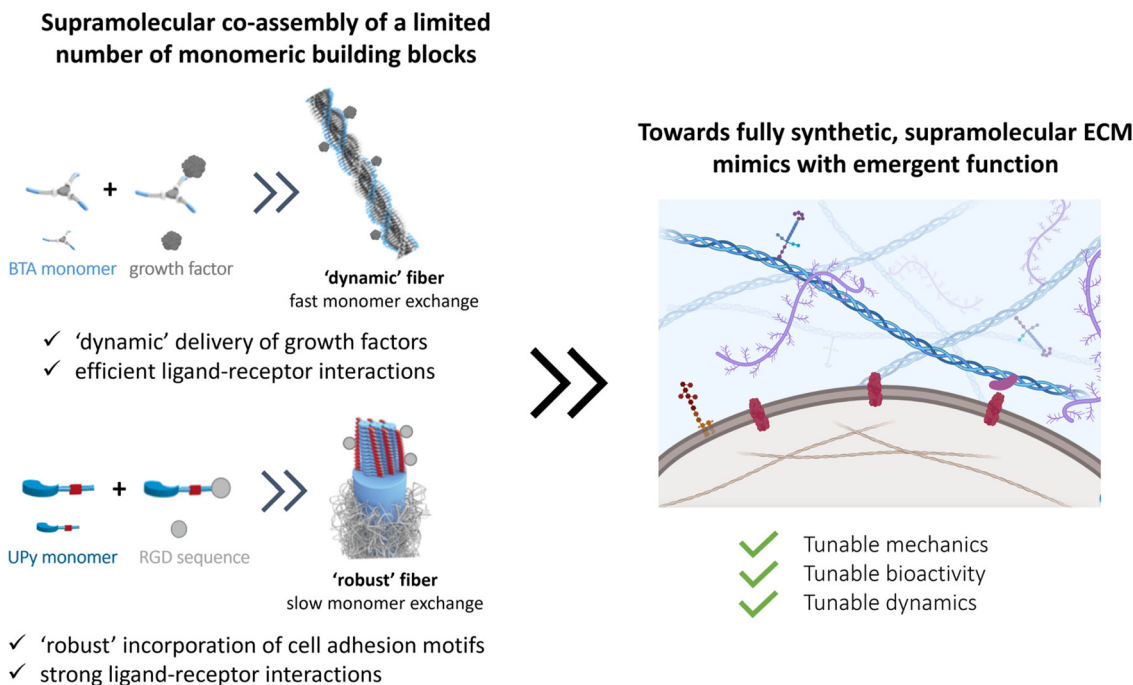 Supramolecular co-assembly of a limited
number of monomeric building blocks
+
BTA monomer
growth factor
'dynamic' fiber
fast monomer exchange
✓ 'dynamic' delivery of growth factors
✓ efficient ligand-receptor interactions
+
UPy monomer
RGD sequence
'robust' fiber
slow monomer exchange
✓ 'robust' incorporation of cell adhesion motifs
✓ strong ligand-receptor interactions
Towards fully synthetic, supramolecular ECM
mimics with emergent function
Tunable mechanics
Tunable bioactivity
Tunable dynamics